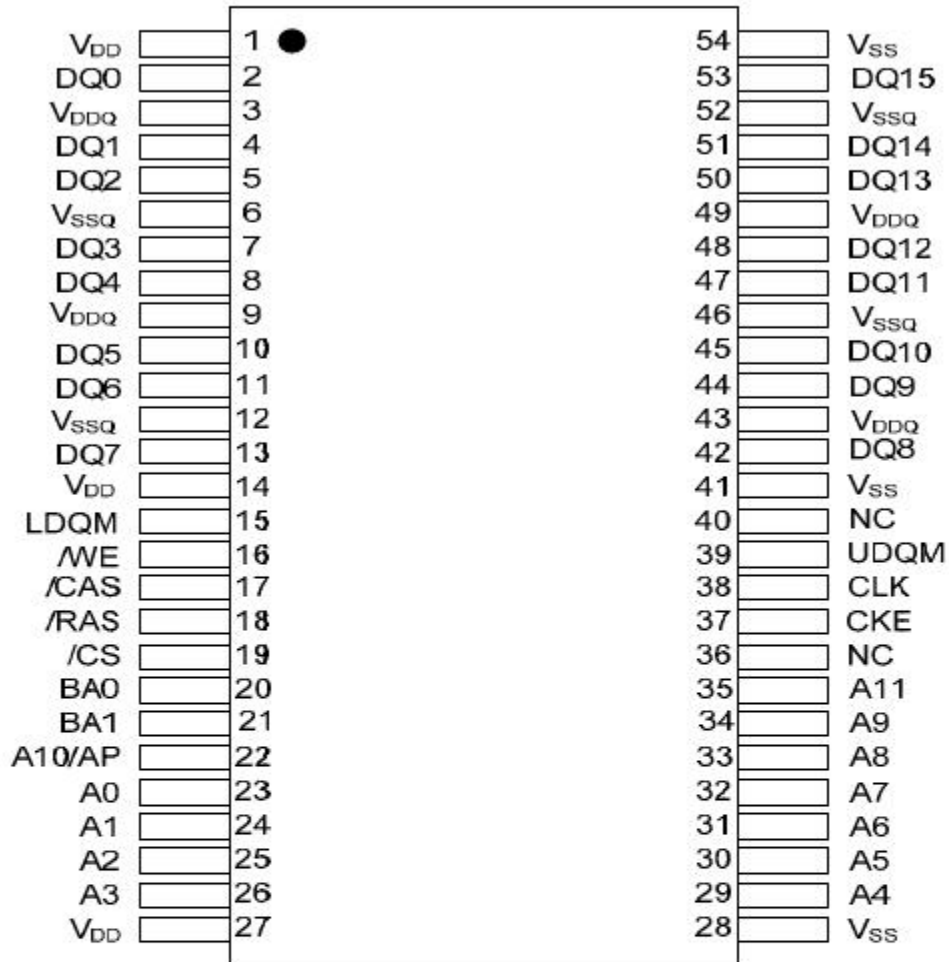 VDD 1 54 VSS
DQ0 2 53 DQ15
VDDQ 3 52 VSSQ
DQ1 4 51 DQ14
DQ2 5 50 DQ13
VSSQ 6 49 VDDQ
DQ3 7 48 DQ12
DQ4 8 47 DQ11
VDDQ 9 46 VSSQ
DQ5 10 45 DQ10
DQ6 11 44 DQ9
VSSQ 12 43 VDDQ
DQ7 13 42 DQ8
VDD 14 41 VSS
LDQM 15 40 NC
/WE 16 39 UDQM
/CAS 17 38 CLK
/RAS 18 37 CKE
/CS 19 36 NC
BA0 20 35 A11
BA1 21 34 A9
A10/AP 22 33 A8
A0 23 32 A7
A1 24 31 A6
A2 25 30 A5
A3 26 29 A4
VDD 27 28 VSS